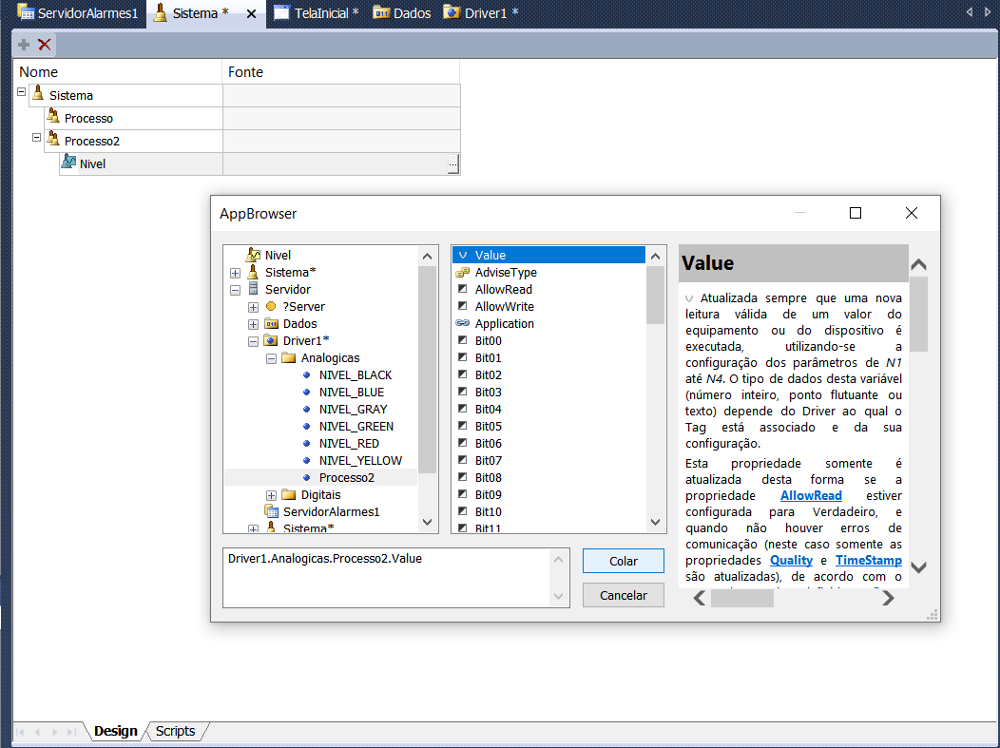 ServidorAlarmes1
Sistema *
TelaInicial *
Dados
Driver1 *
Nome
Fonte
Sistema
Processo
Processo2
Nivel
...
AppBrowser
Nivel
Sistema*
Servidor
?Server
Dados
Driver1*
Analogicas
NIVEL_BLACK
NIVEL_BLUE
NIVEL_GRAY
NIVEL_GREEN
NIVEL_RED
NIVEL_YELLOW
Processo2
Digitais
ServidorAlarmes1
Sistema*
Value
AdviseType
AllowRead
AllowWrite
Application
Bit00
Bit01
Bit02
Bit03
Bit04
Bit05
Bit06
Bit07
Bit08
Bit09
Bit10
Bit11
Value
Atualizada sempre que uma nova
leitura válida de um valor do
equipamento ou do dispositivo é
executada, utilizando-se a
configuração dos parâmetros de N1
até N4. O tipo de dados desta variável
(número inteiro, ponto flutuante ou
texto) depende do Driver ao qual o
Tag está associado e da sua
configuração.
Esta propriedade somente é
atualizada desta forma se a
propriedade AllowRead estiver
configurada para Verdadeiro, e
quando não houver erros de
comunicação (neste caso somente as
propriedades Quality e TimeStamp
são atualizadas), de acordo com o
Driver1.Analogicas.Processo2.Value
Colar
Cancelar
Design
Scripts